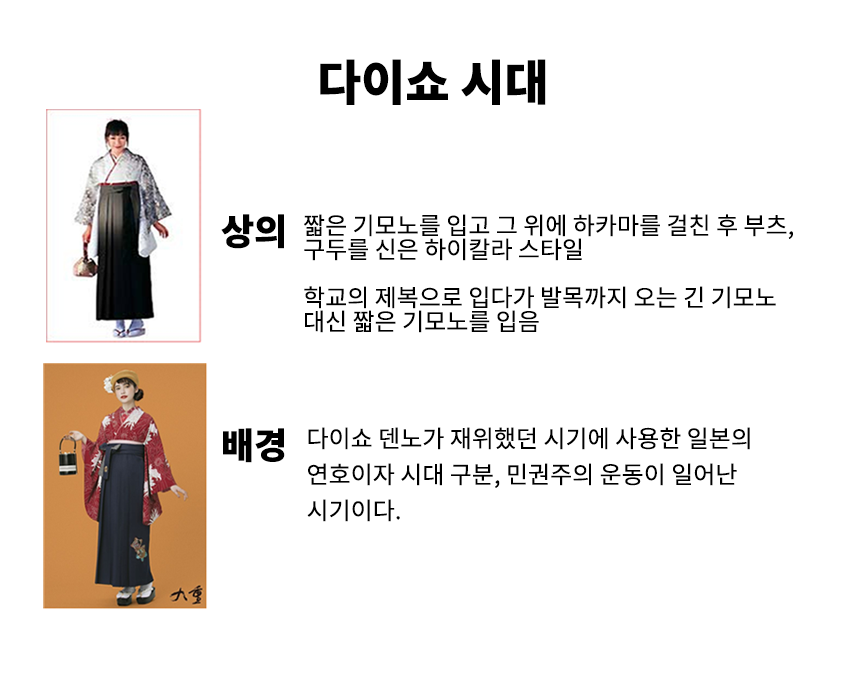 다이쇼 시대
상의
짧은 기모노를 입고 그 위에 하카마를 걸친 후 부츠,
구두를 신은 하이칼라 스타일
학교의 제복으로 입다가 발목까지 오는 긴 기모노
대신 짧은 기모노를 입음
배경
다이쇼 덴노가 재위했던 시기에 사용한 일본의
연호이자 시대 구분, 민권주의 운동이 일어난
시기이다.
九重